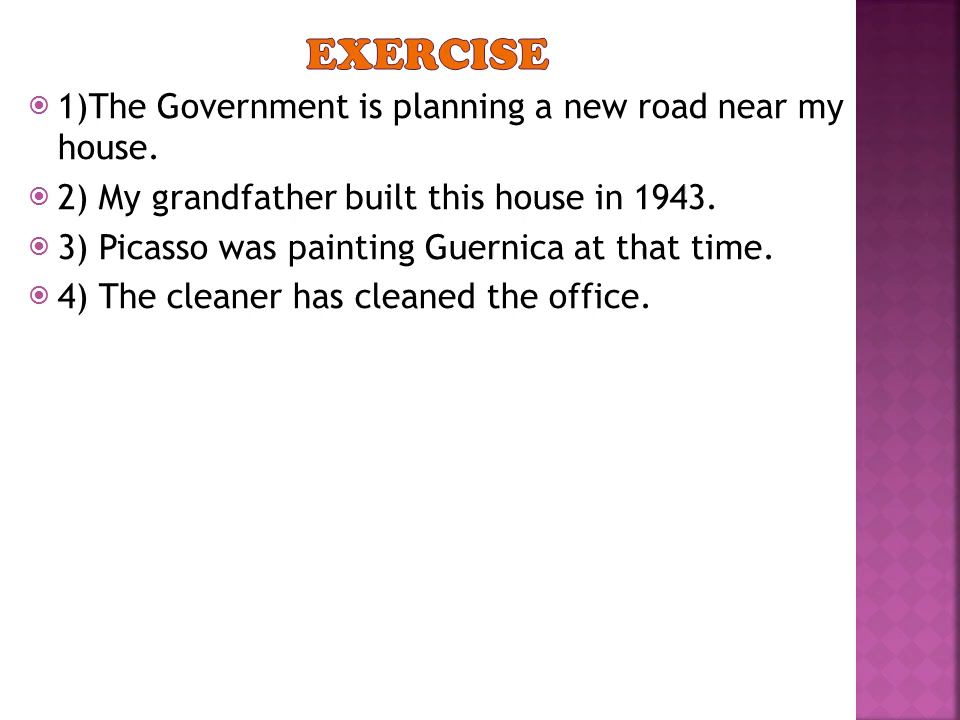 EXERCISE
1)The Government is planning a new road near my
house.
2) My grandfather built this house in 1943.
3) Picasso was painting Guernica at that time.
4) The cleaner has cleaned the office.